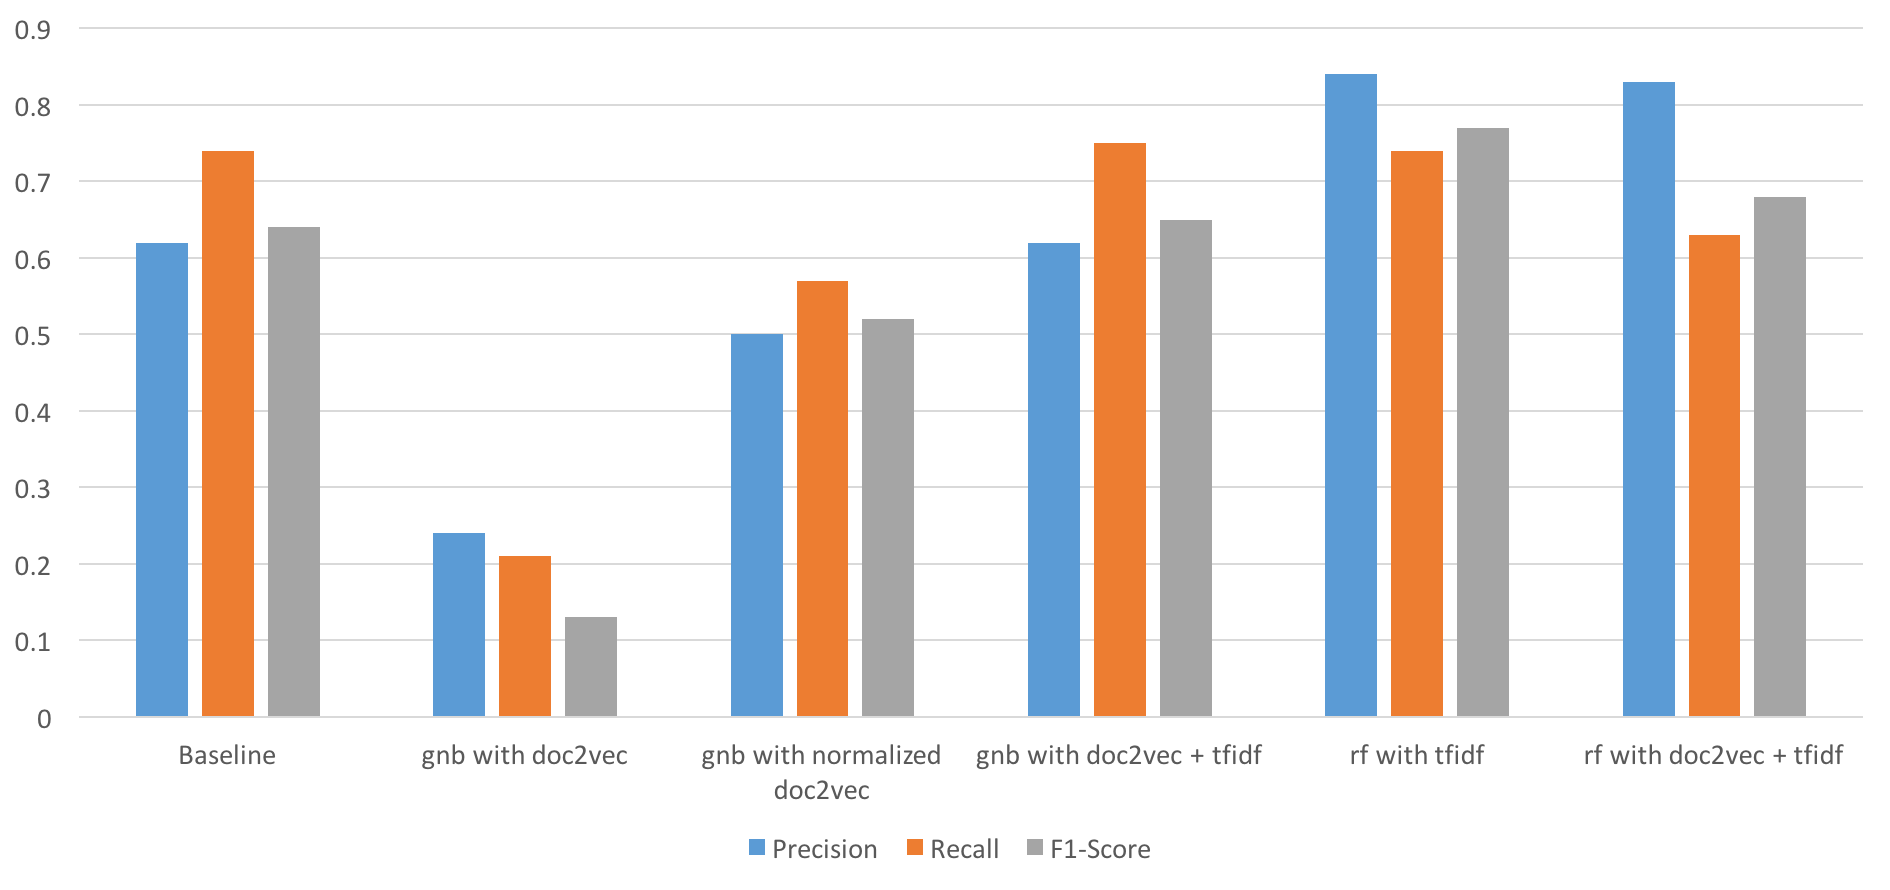 0.9
0.8
0.7
0.6
0.5
0.4
0.3
0.2
0.1
0
Baseline
gnb with doc2vec
gnb with normalized
doc2vec
gnb with doc2vec + tfidf
rf with tfidf
rf with doc2vec + tfidf
Precision
Recall
F1-Score